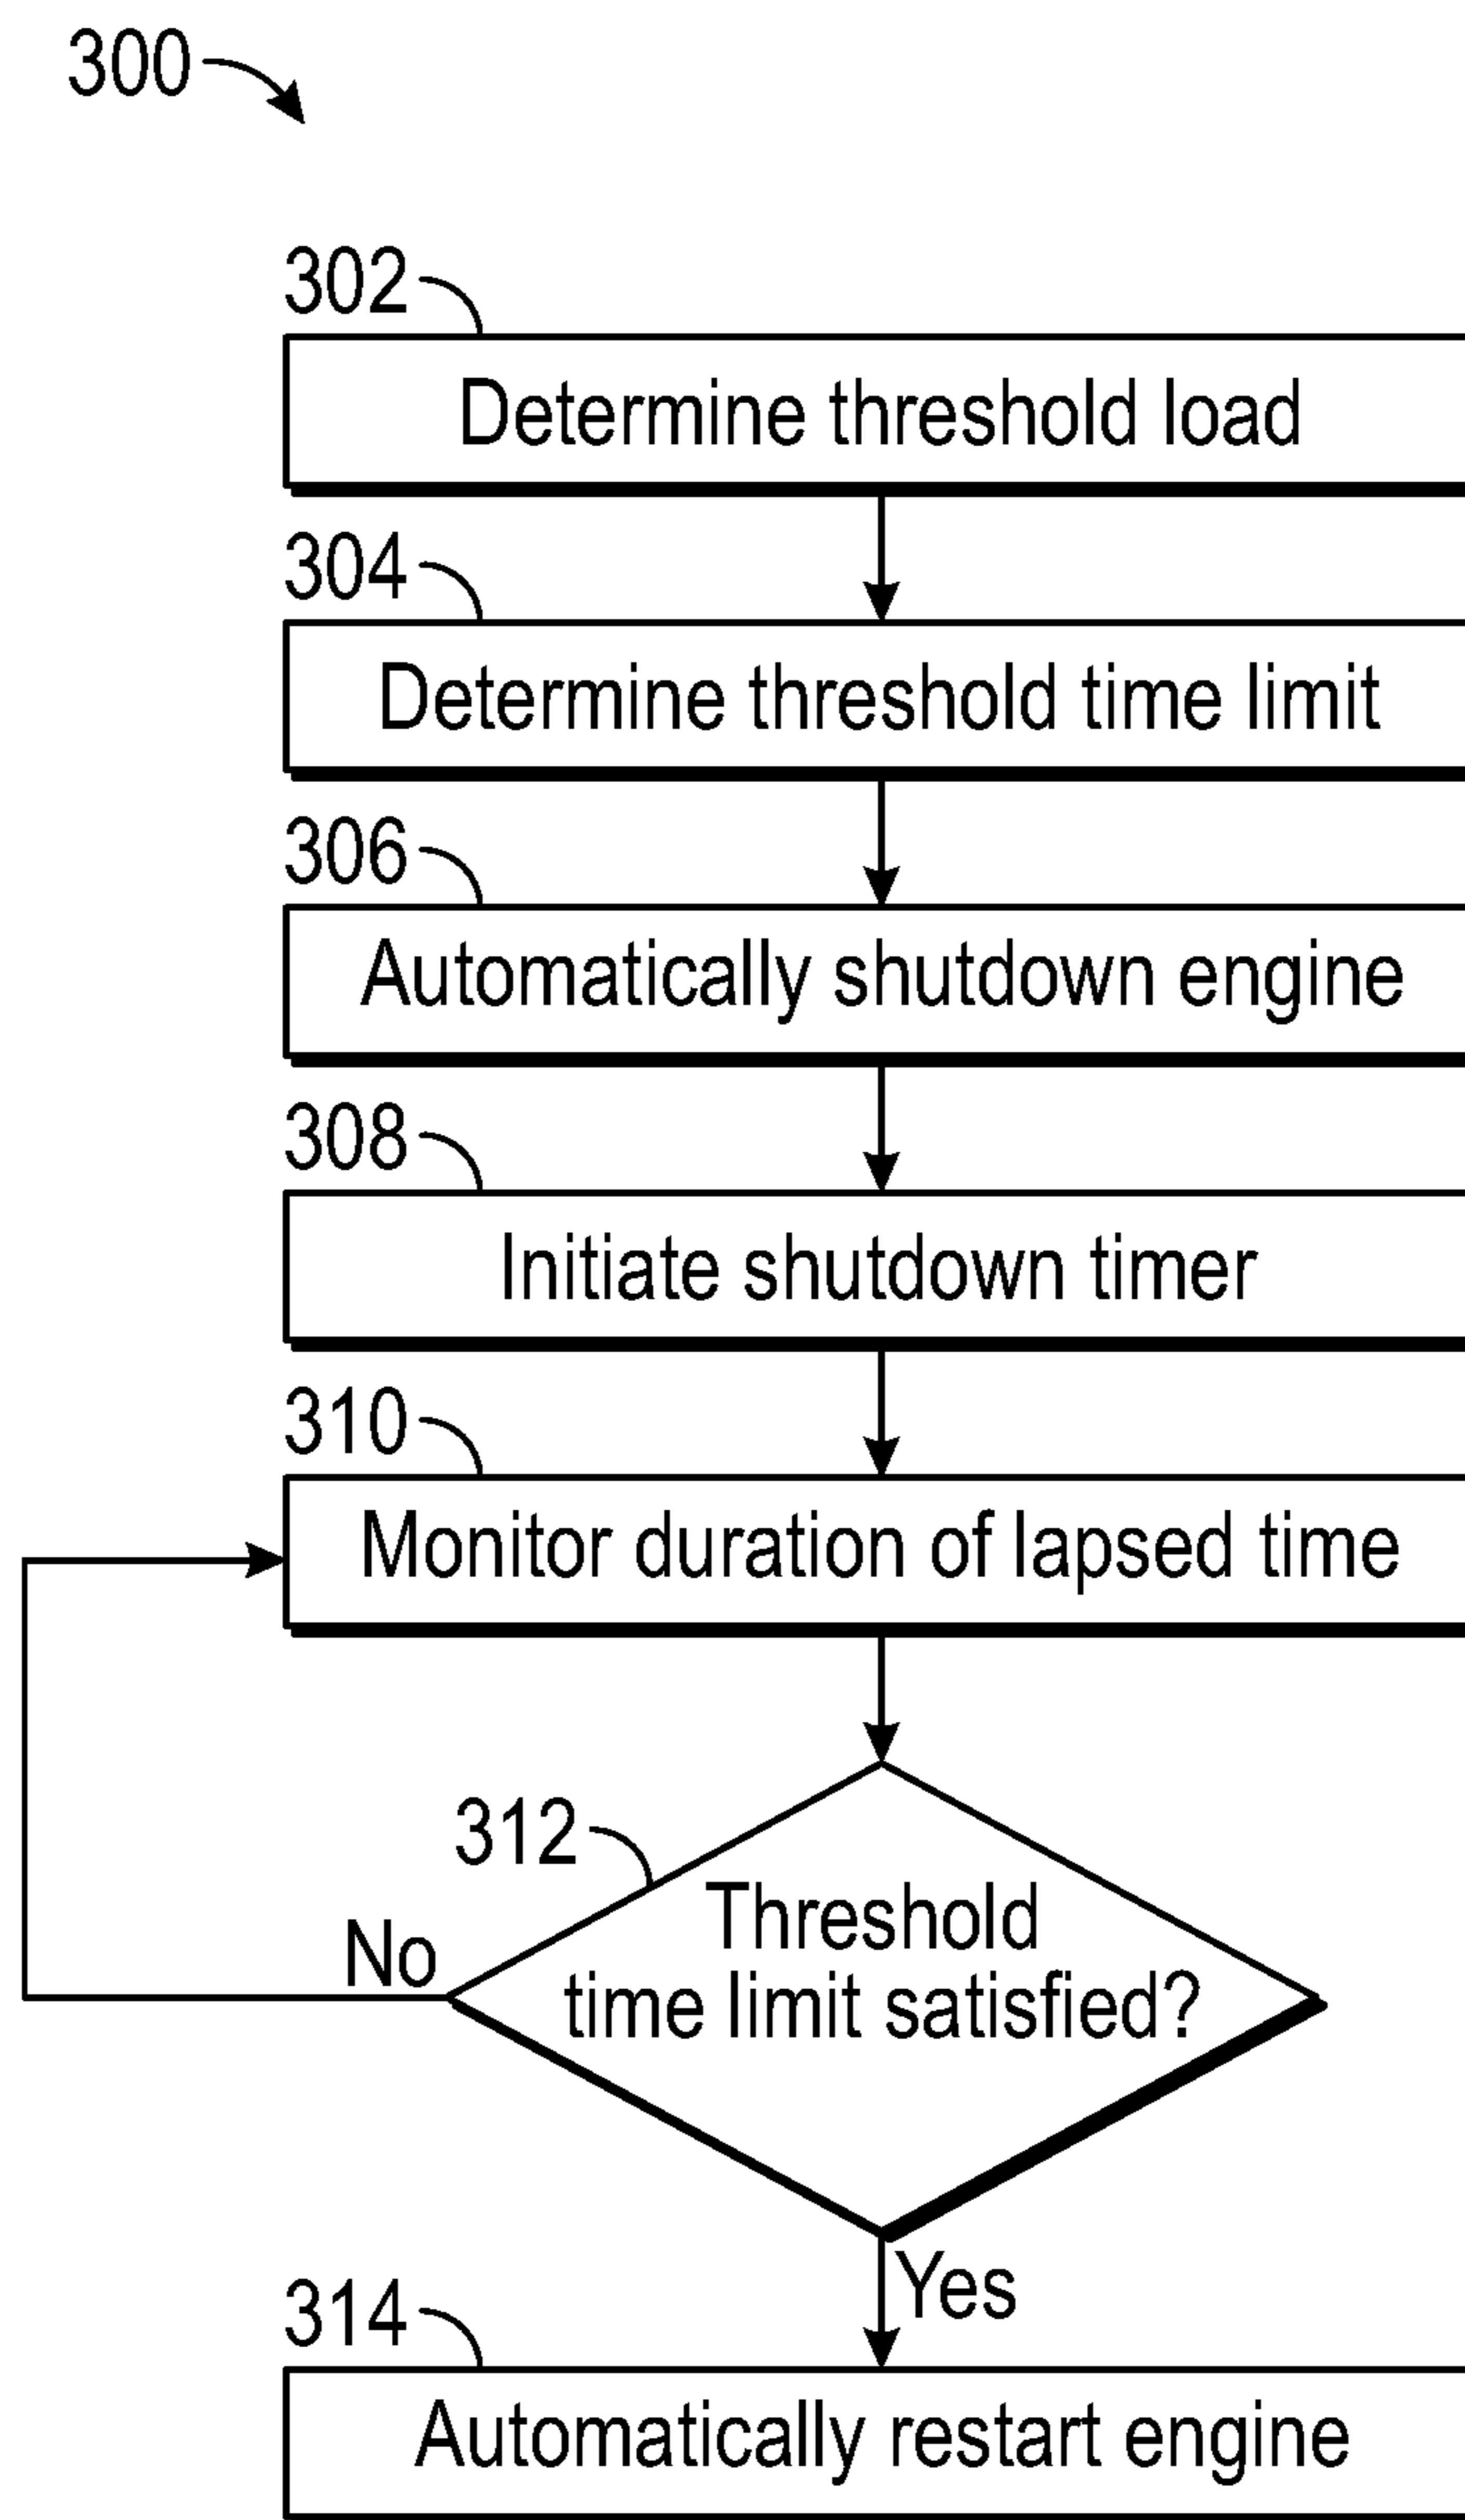 300
302
Determine threshold load
304
Determine threshold time limit
306
Automatically shutdown engine
308
Initiate shutdown timer
310
Monitor duration of lapsed time
312
Threshold
time limit satisfied?
No
Yes
314
Automatically restart engine